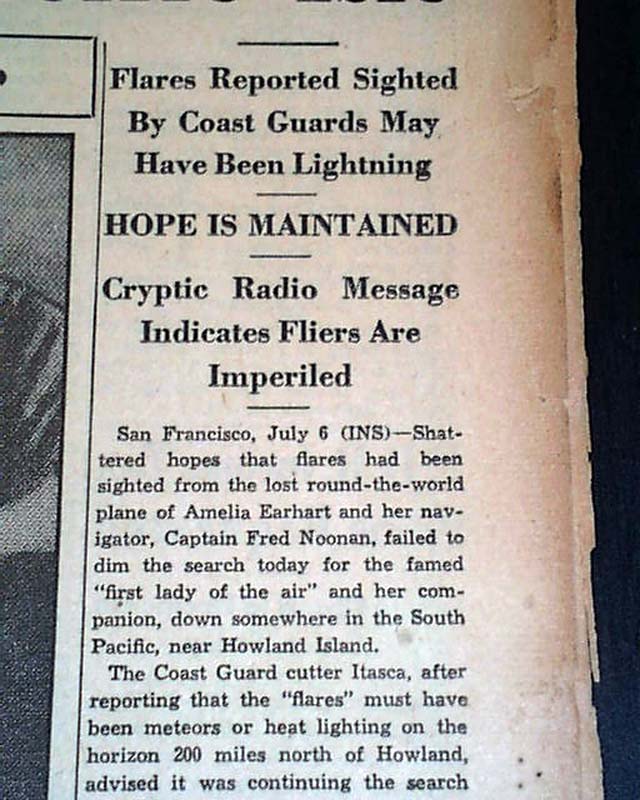 Flares Reported Sighted
By Coast Guards May
Have Been Lightning
HOPE IS MAINTAINED
Cryptic Radio Message
Indicates Fliers Are
Imperiled
San Francisco, July 6 (INS)—Shat-
tered hopes that flares had been
sighted from the lost round-the-world
plane of Amelia Earhart and her nav-
igator, Captain Fred Noonan, failed to
dim the search today for the famed
"first lady of the air" and her com-
panion, down somewhere in the South
Pacific, near Howland Island.
The Coast Guard cutter Itasca, after
reporting that the "flares" must have
been meteors or heat lighting on the
horizon 200 miles north of Howland,
advised it was continuing the search